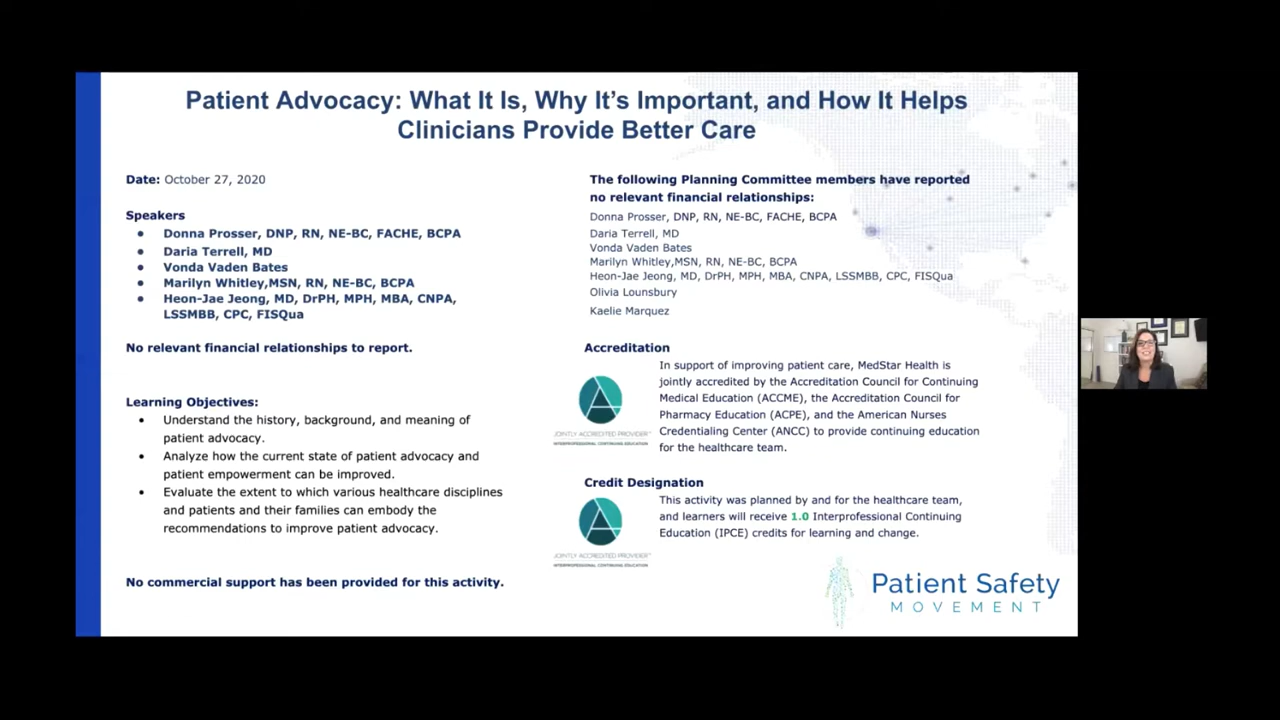 Patient Advocacy: What It Is, Why It's Important, and How It Helps
Clinicians Provide Better Care
Date: October 27, 2020
Speakers
• Donna Prosser, DNP, RN, NE-BC, FACHE, BCPA
• Daria Terrell, MD
• Vonda Vaden Bates
• Marilyn Whitley,MSN, RN, NE-BC, BCPA
• Heon-Jae Jeong, MD, DrPH, MPH, MBA, CNPA,
LSSMBB, CPC, FISQua
No relevant financial relationships to report.
Learning Objectives:
• Understand the history, background, and meaning of
patient advocacy.
• Analyze how the current state of patient advocacy and
patient empowerment can be improved.
• Evaluate the extent to which various healthcare disciplines
and patients and their families can embody the
recommendations to improve patient advocacy.
No commercial support has been provided for this activity.
The following Planning Committee members have reported
no relevant financial relationships:
Donna Prosser, DNP, RN, NE-BC, FACHE, BCPA
Daria Terrell, MD
Vonda Vaden Bates
Marilyn Whitley,MSN, RN, NE-BC, BCPA
Heon-Jae Jeong, MD, DrPH, MPH, MBA, CNPA, LSSMBB, CPC, FISQua
Olivia Lounsbury
Kaelie Marquez
Accreditation
In support of improving patient care, MedStar Health is
jointly accredited by the Accreditation Council for Continuing
Medical Education (ACCME), the Accreditation Council for
Pharmacy Education (ACPE), and the American Nurses
Credentialing Center (ANCC) to provide continuing education
for the healthcare team.
JOINTLY ACCREDITED PROVIDER™
INTERPROFESSIONAL CONTINUING EDUCATION
Credit Designation
This activity was planned by and for the healthcare team,
and learners will receive 1.0 Interprofessional Continuing
Education (IPCE) credits for learning and change.
JOINTLY ACCREDITED PROVIDER™
INTERPROFESSIONAL CONTINUING EDUCATION
Patient Safety
MOVEMENT